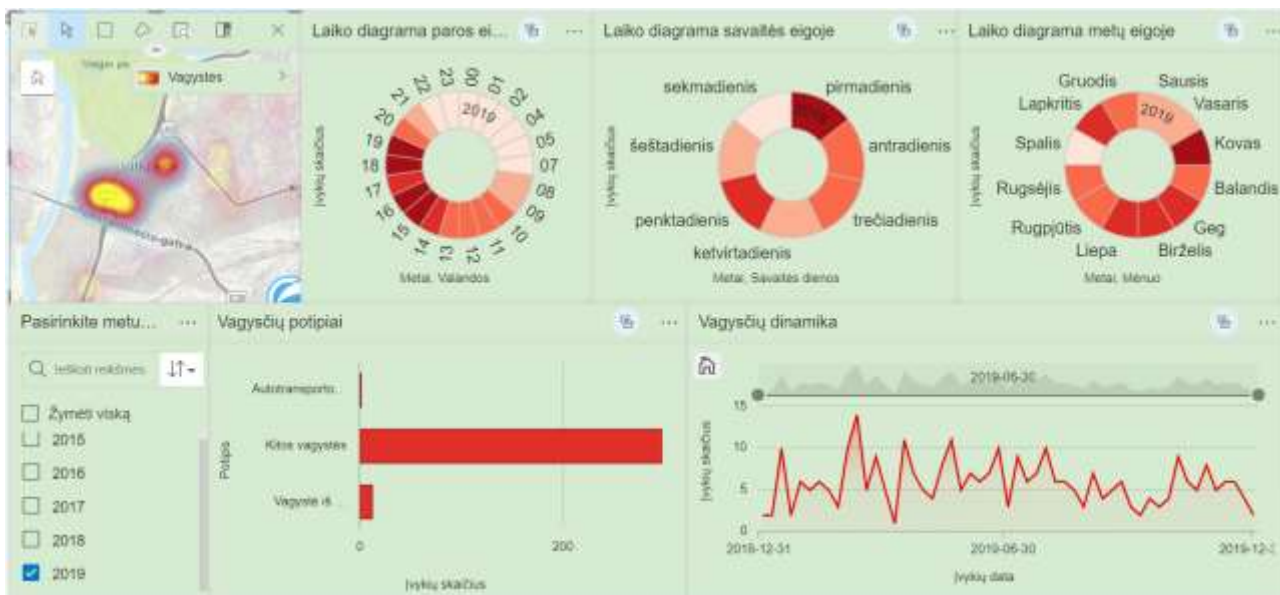 Laiko diagrama paros ei...
Laiko diagrama savaitės eigoje
Laiko diagrama metų eigoje
Vagystės
00
01
02
04
05
07
08
09
10
11
12
13
14
15
16
17
18
19
20
21
22
23
2019
Įvykių skaičius
Metai, Valandos
sekmadienis
pirmadienis
šeštadienis
antradienis
penktadienis
trečiadienis
ketvirtadienis
Įvykių skaičius
Metai, Savaitės dienos
Gruodis
Sausis
Lapkritis
2019
Vasaris
Spalis
Kovas
Rugsėjis
Balandis
Rugpjūtis
Geg
Liepa
Birželis
Įvykių skaičius
Metai, Mėnuo
Pasirinkite metu...
Ieškoti reikšmės
Žymėti viską
2015
2016
2017
2018
2019
Vagysčių potipiai
Autotransporto...
Kitos vagystės
Vagystė iš ...
Potipis
0
200
Įvykių skaičius
Vagysčių dinamika
2019-06-30
15
10
5
0
Įvykių skaičius
2018-12-31
2019-06-30
2019-12-3
Įvykių data